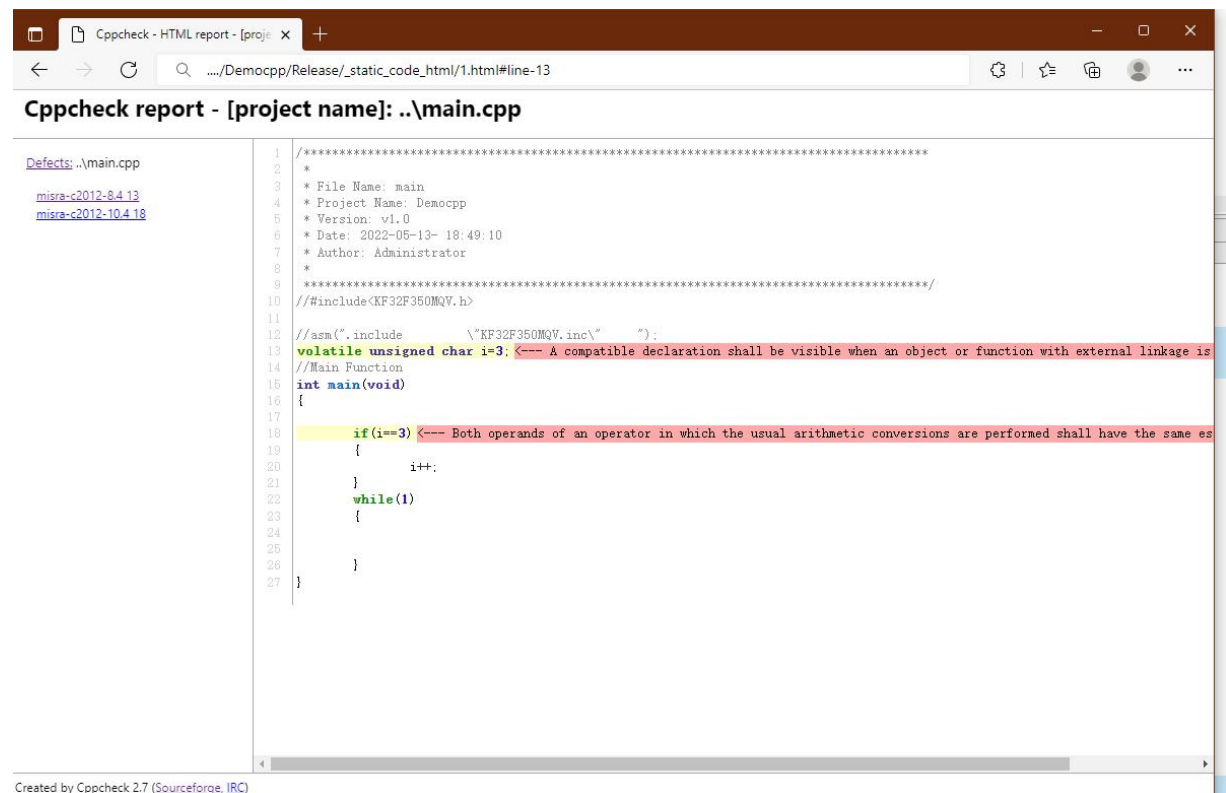 Cppcheck - HTML report - [proje
..../Democpp/Release/_static_code_html/1.html#line-13
Cppcheck report - [project name]: ..\main.cpp
Defects: ..\main.cpp
misra-c2012-8.4 13
misra-c2012-10.4 18
1 /****************************************************************************************
2 *
3 * File Name: main
4 * Project Name: Democpp
5 * Version: v1.0
6 * Date: 2022-05-13- 18:49:10
7 * Author: Administrator
8 *
9 ****************************************************************************************/
10 //#include<KF32F350MQV.h>
11
12 //asm(".include \"KF32F350MQV.inc\" ");
13 volatile unsigned char i=3; <--- A compatible declaration shall be visible when an object or function with external linkage is
14 //Main Function
15 int main(void)
16 {
17
18 if(i==3) <--- Both operands of an operator in which the usual arithmetic conversions are performed shall have the same es
19 {
20 i++;
21 }
22 while(1)
23 {
24
25
26 }
27 }
Created by Cppcheck 2.7 (Sourceforge, IRC)